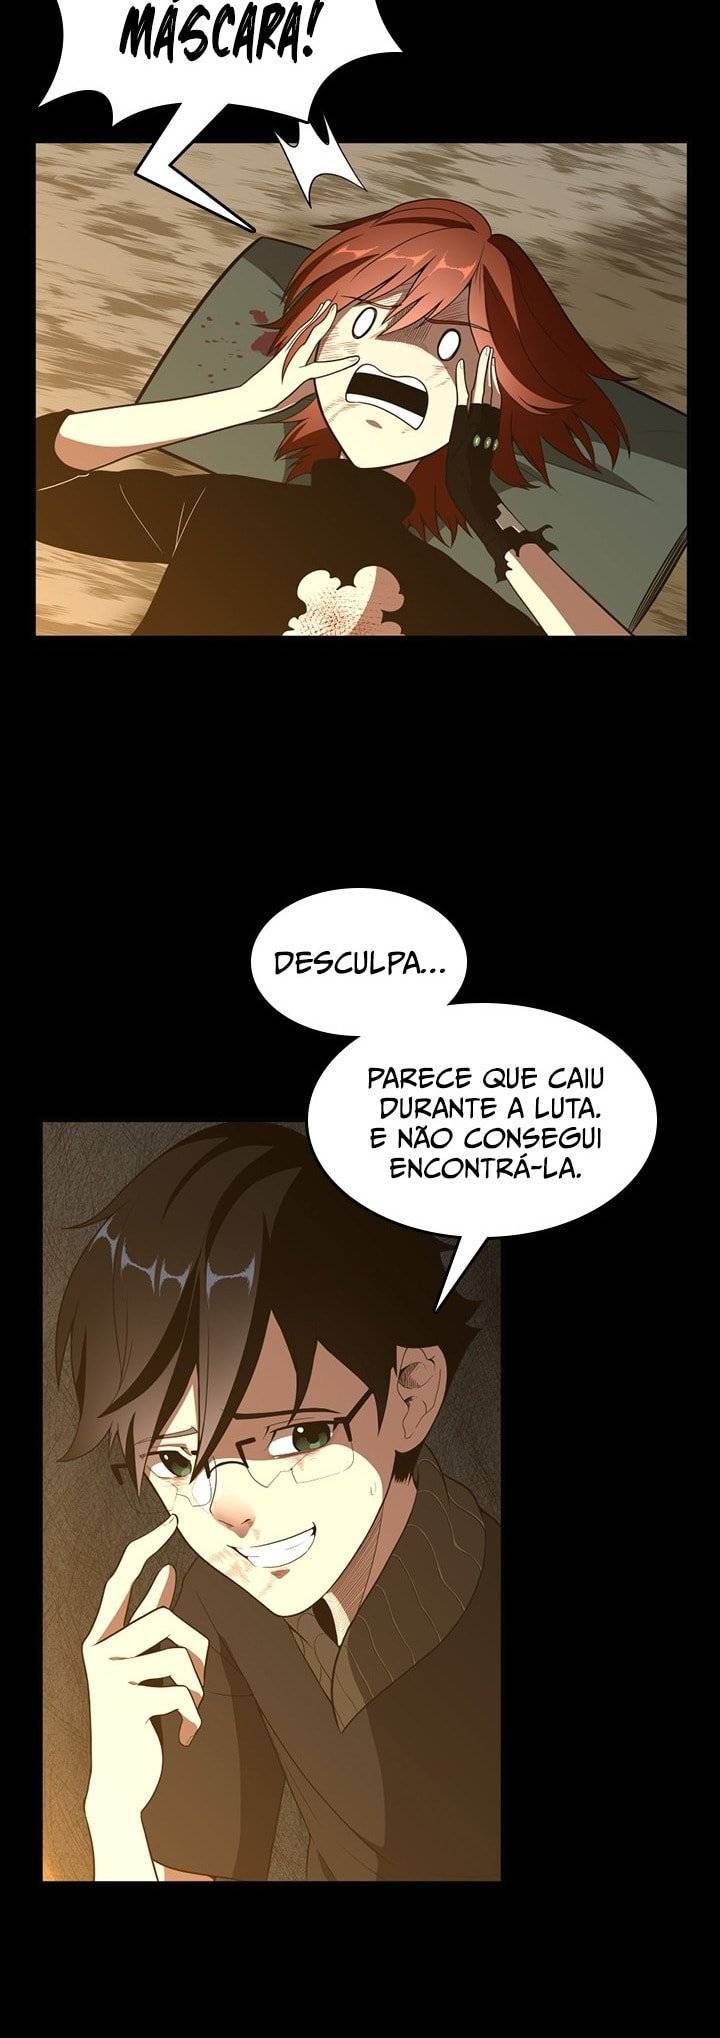 MÁSCARA!
DESCULPA...
PARECE QUE CAIU
DURANTE A LUTA.
E NÃO CONSEGUI
ENCONTRÁ-LA.